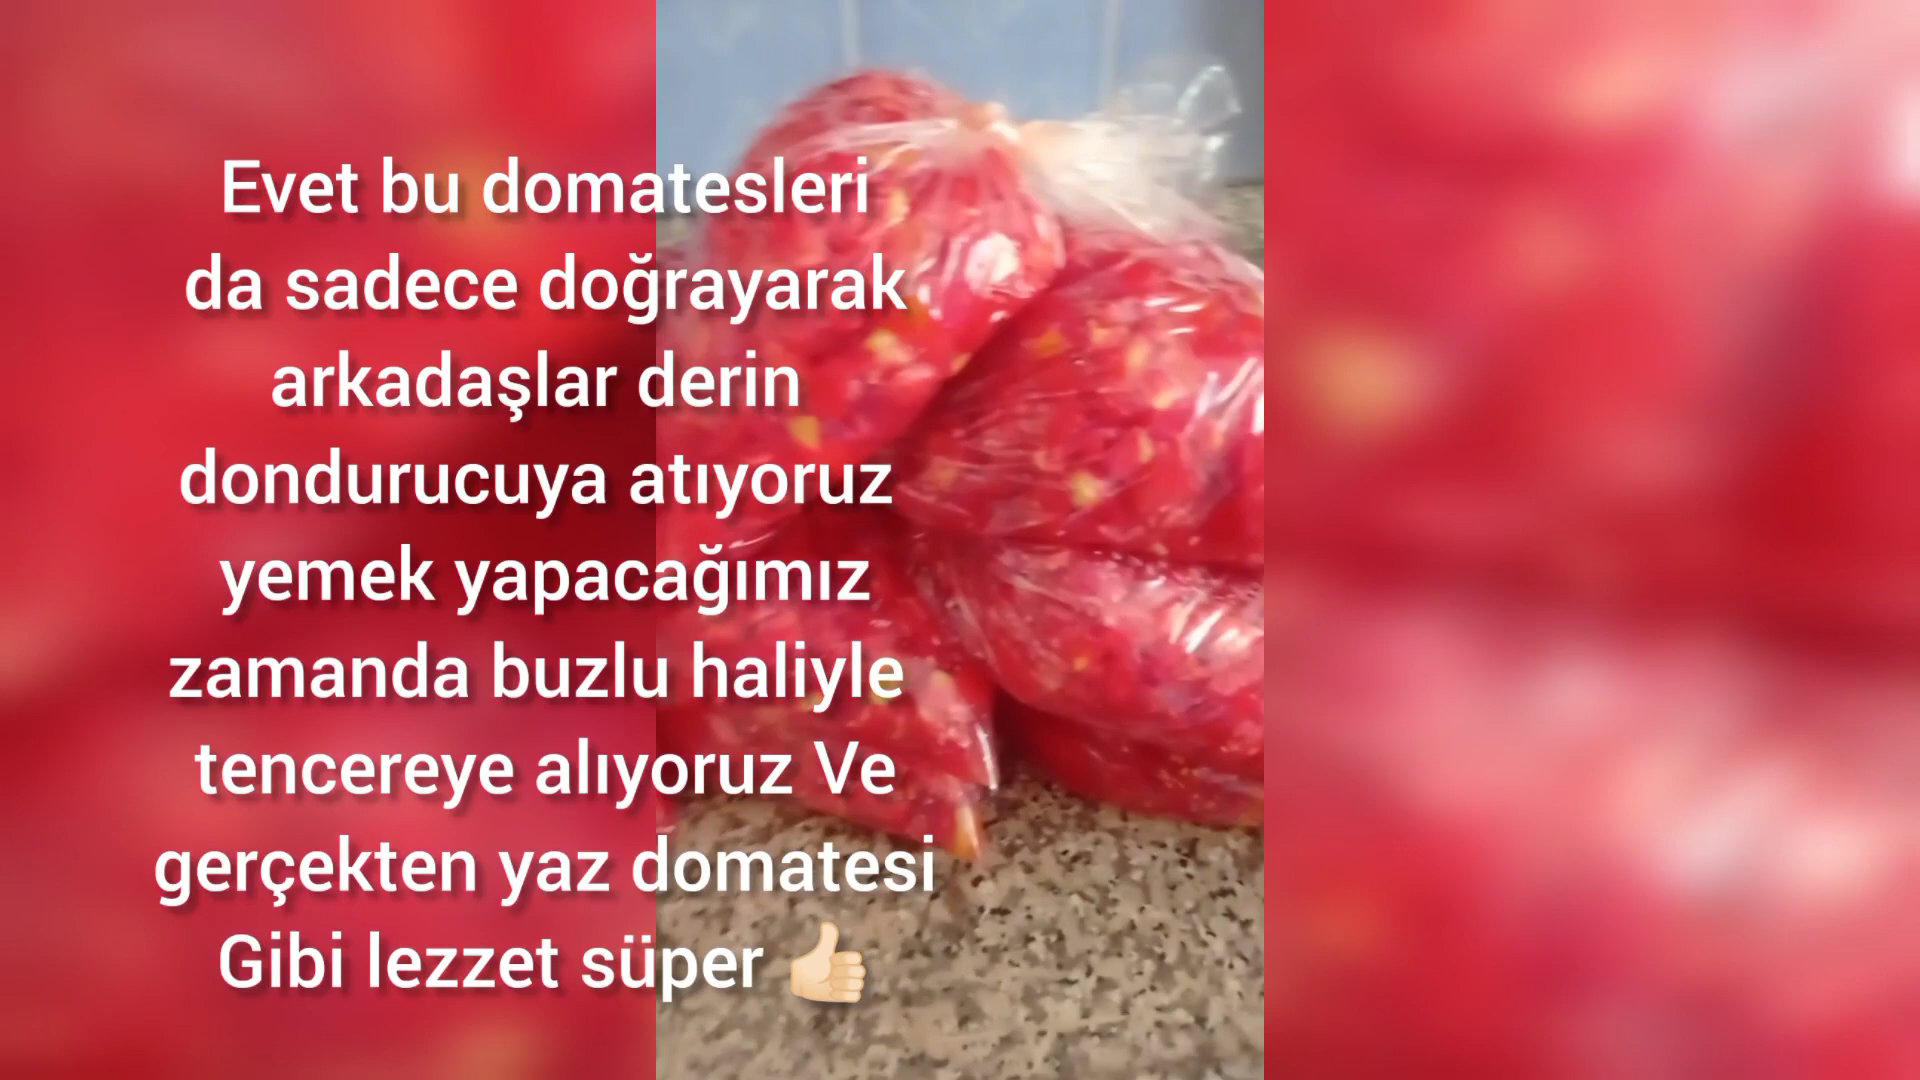 Evet bu domatesleri
da sadece doğrayarak
arkadaşlar derin
dondurucuya atıyoruz
yemek yapacağımız
zamanda buzlu haliyle
tencereye alıyoruz Ve
gerçekten yaz domatesi
Gibi lezzet süper 👍🏻